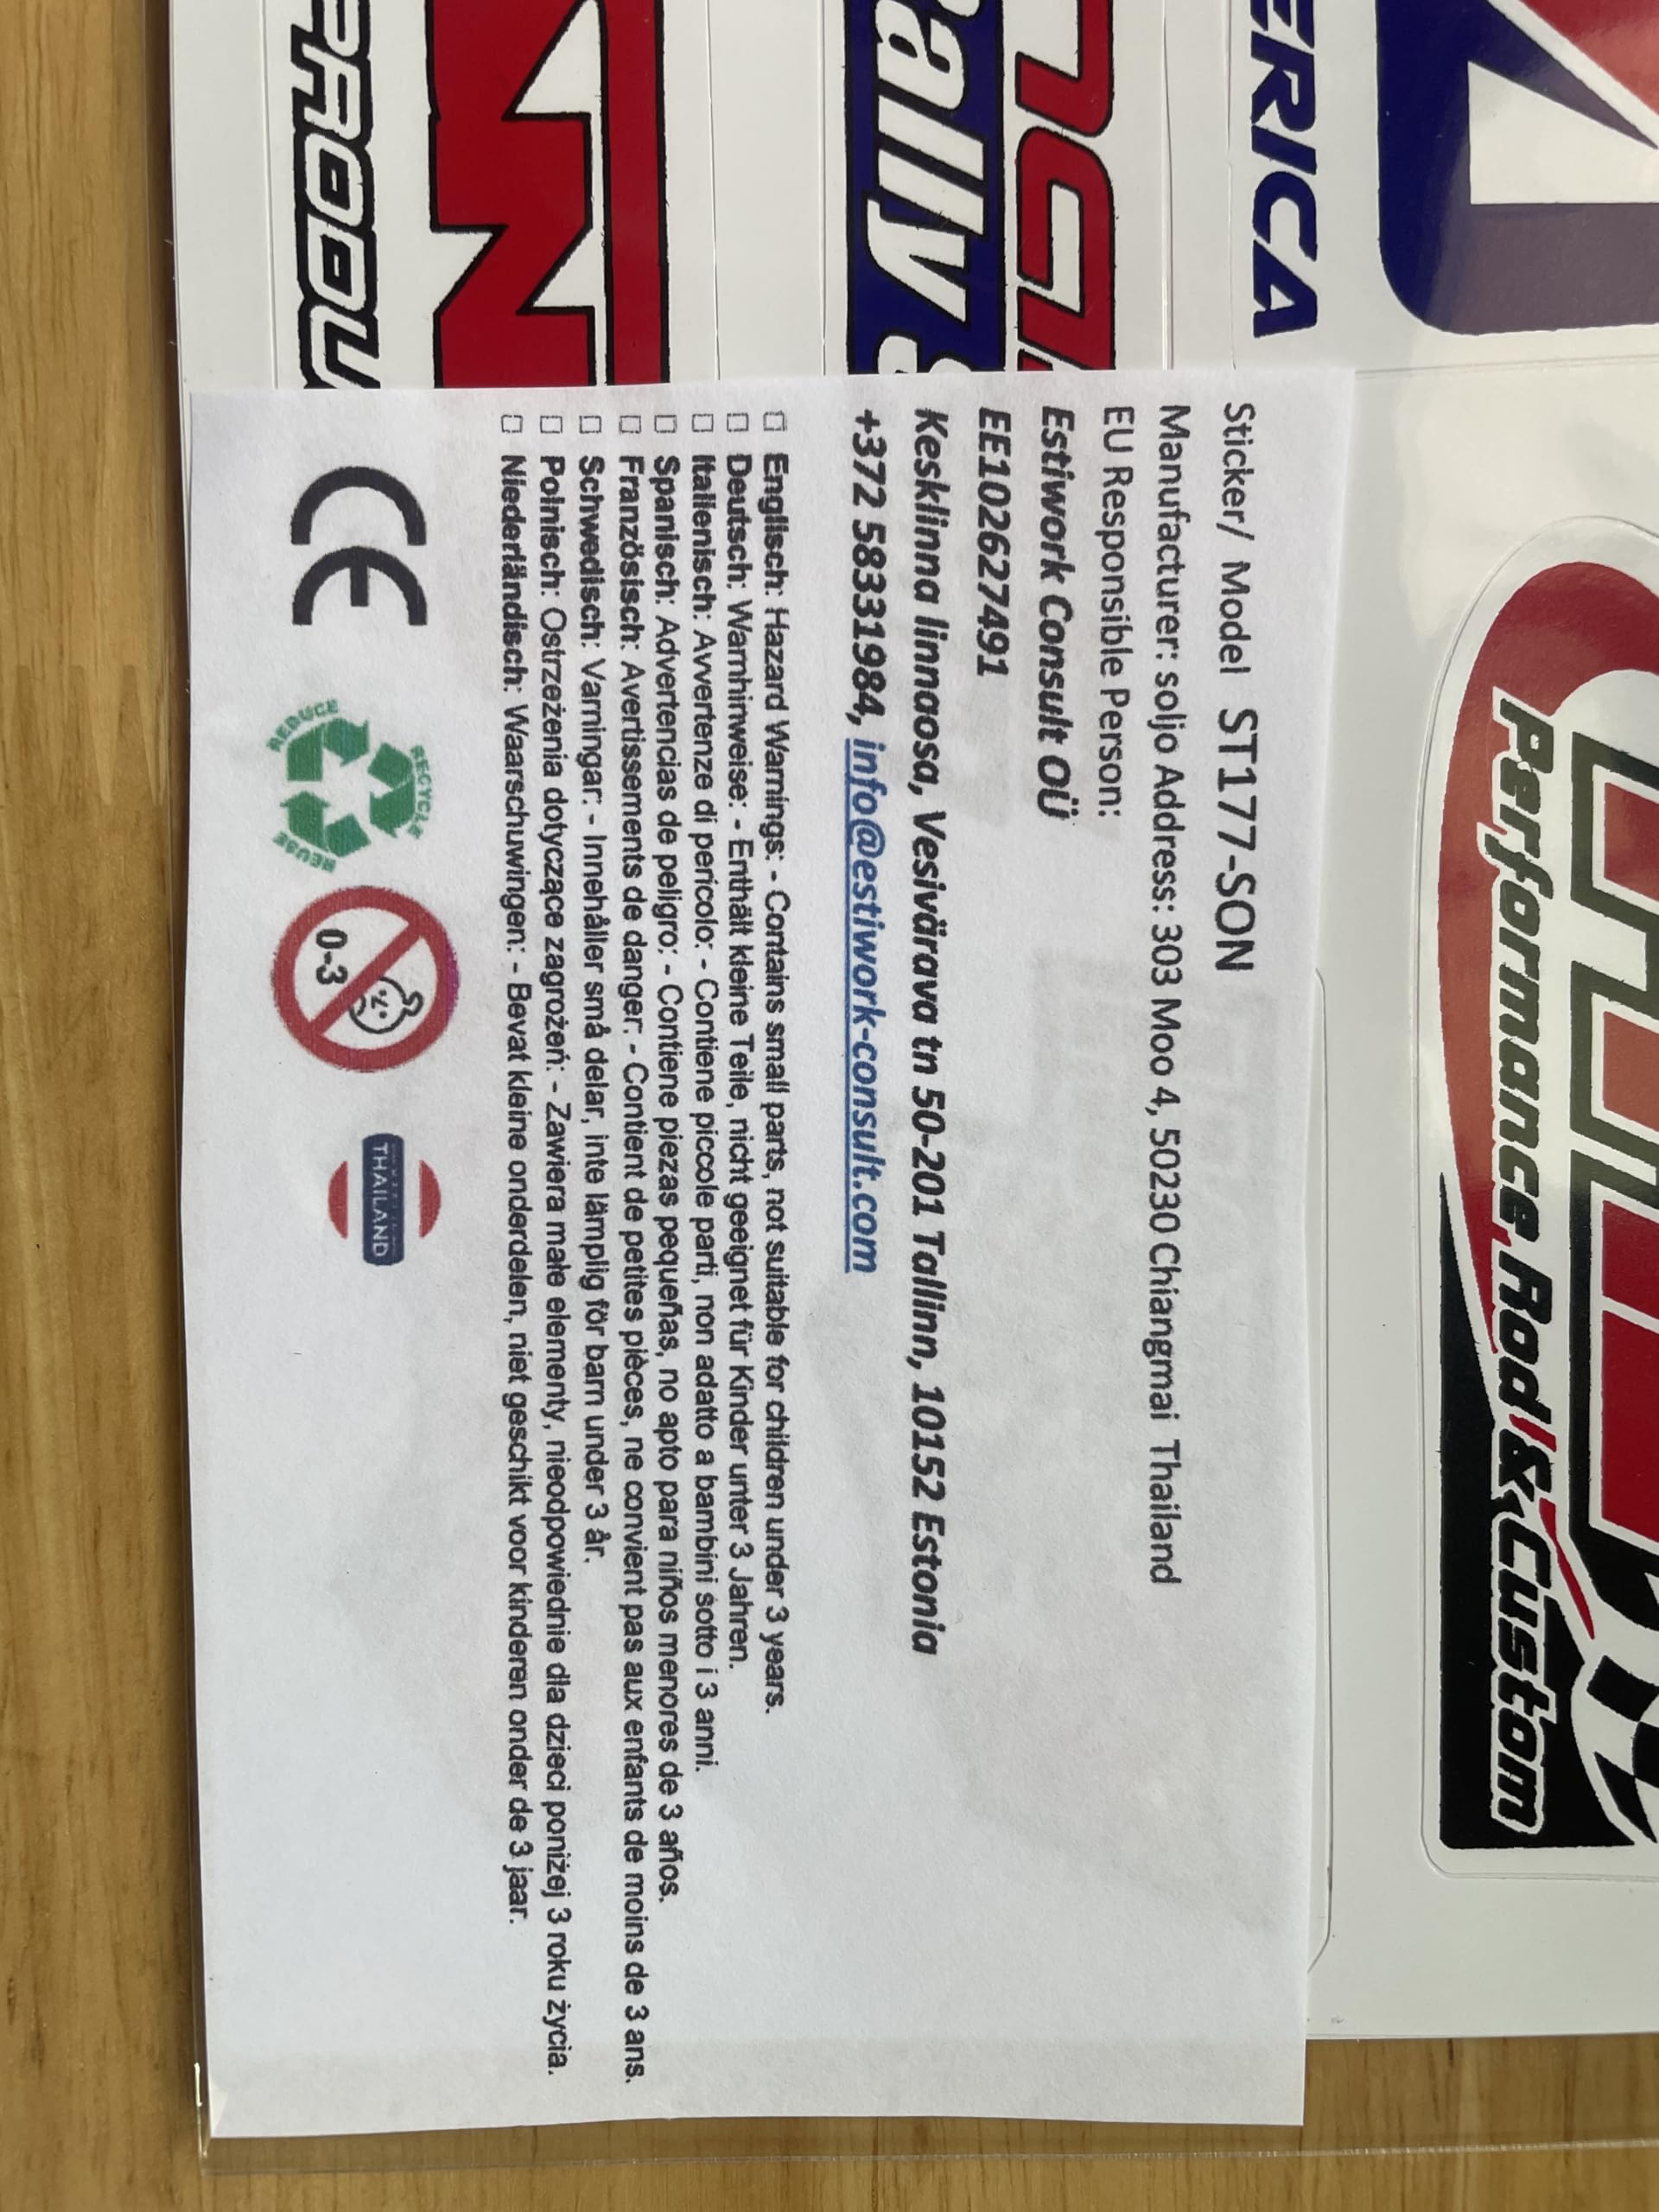 Sticker/ Model ST177-SON
Manufacturer: soljo Address: 303 Moo 4, 50230 Chiangmai Thailand
EU Responsible Person:
Estiwork Consult OÜ
EE102627491
Kesklinna linnaosa, Vesivärava tn 50-201 Tallinn, 10152 Estonia
+372 58331984, info@estiwork-consult.com
☐ Englisch: Hazard Warnings: - Contains small parts, not suitable for children under 3 years.
☐ Deutsch: Warnhinweise: - Enthält kleine Teile, nicht geeignet für Kinder unter 3 Jahren.
☐ Italienisch: Avvertenze di pericolo: - Contiene piccole parti, non adatto a bambini sotto i 3 anni.
☐ Spanisch: Advertencias de peligro: - Contiene piezas pequeñas, no apto para niños menores de 3 años.
☐ Französisch: Avertissements de danger: - Contient de petites pièces, ne convient pas aux enfants de moins de 3 ans.
☐ Schwedisch: Varningar: - Innehåller små delar, inte lämplig för barn under 3 år.
☐ Polnisch: Ostrzeżenia dotyczące zagrożeń: - Zawiera małe elementy, nieodpowiednie dla dzieci poniżej 3 roku życia.
☐ Niederländisch: Waarschuwingen: - Bevat kleine onderdelen, niet geschikt voor kinderen onder de 3 jaar.
CE
REDUCE
RECYCLE
REUSE
0-3
THAILAND
Performance, Rod & Custom
ERICA
ally &
PRODU